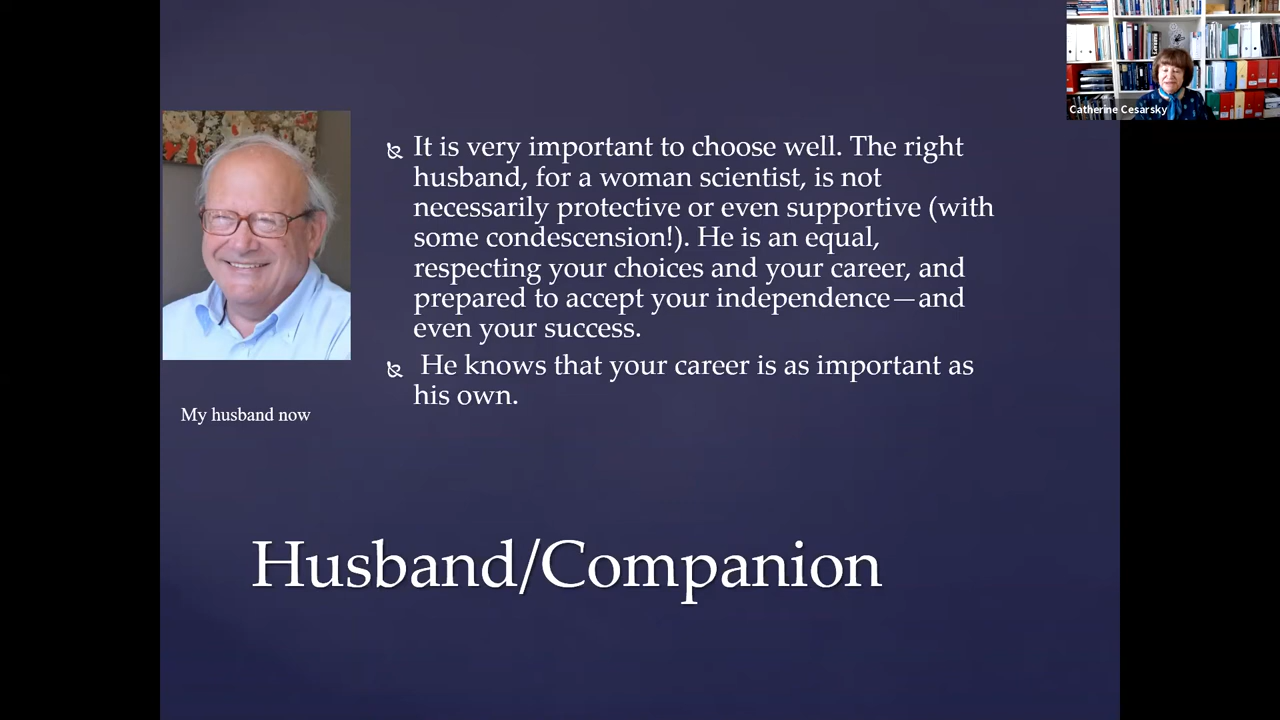 Catherine Cesarsky
It is very important to choose well. The right
husband, for a woman scientist, is not
necessarily protective or even supportive (with
some condescension!). He is an equal,
respecting your choices and your career, and
prepared to accept your independence—and
even your success.
He knows that your career is as important as
his own.
My husband now
Husband/Companion